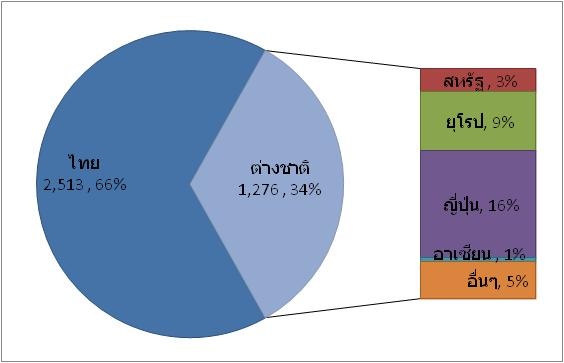 ไทย
2,513 , 66%
ต่างชาติ
1,276 , 34%
สหรัฐ , 3%
ยุโรป, 9%
ญี่ปุ่น, 16%
อาเซียน , 1%
อื่นๆ, 5%